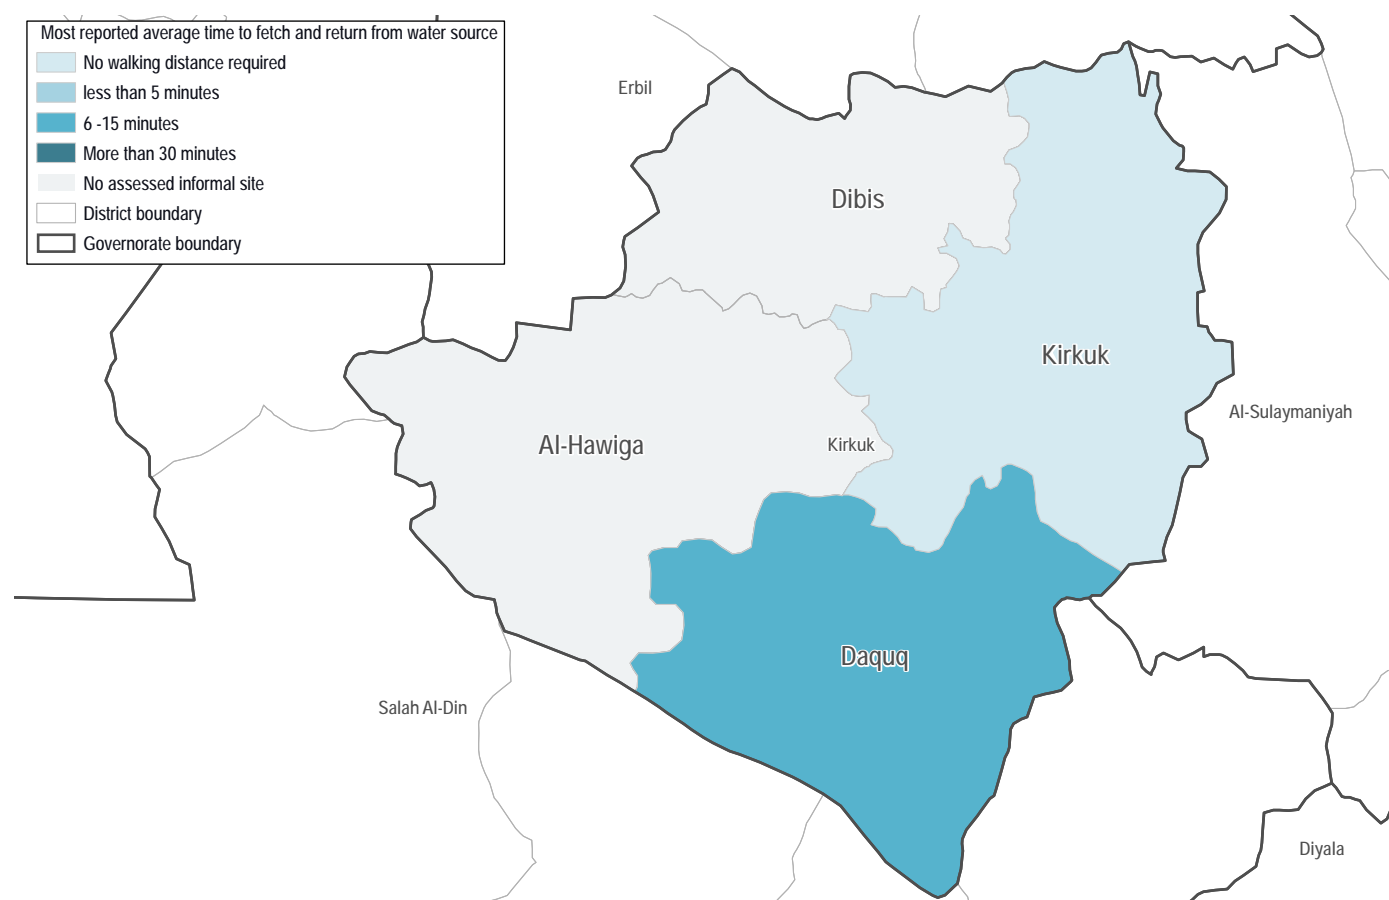 Most reported average time to fetch and return from water source
No walking distance required
less than 5 minutes
6 -15 minutes
More than 30 minutes
No assessed informal site
District boundary
Governorate boundary
Erbil
Dibis
Kirkuk
Al-Sulaymaniyah
Al-Hawiga
Kirkuk
Daquq
Salah Al-Din
Diyala